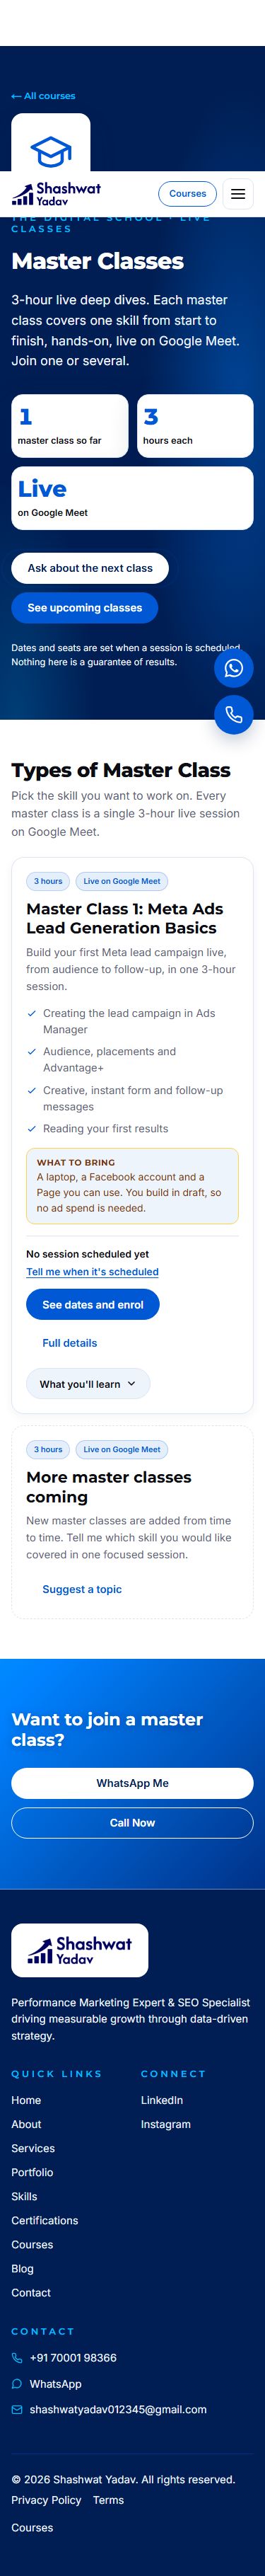 ← All courses
Shashwat
Yadav
Courses
THE DIGITAL SCHOOL · LIVE
CLASSES
Master Classes
3-hour live deep dives. Each master
class covers one skill from start to
finish, hands-on, live on Google Meet.
Join one or several.
1
master class so far
3
hours each
Live
on Google Meet
Ask about the next class
See upcoming classes
Dates and seats are set when a session is scheduled.
Nothing here is a guarantee of results.
Types of Master Class
Pick the skill you want to work on. Every
master class is a single 3-hour live session
on Google Meet.
3 hours
Live on Google Meet
Master Class 1: Meta Ads
Lead Generation Basics
Build your first Meta lead campaign live,
from audience to follow-up, in one 3-hour
session.
Creating the lead campaign in Ads
Manager
Audience, placements and
Advantage+
Creative, instant form and follow-up
messages
Reading your first results
WHAT TO BRING
A laptop, a Facebook account and a
Page you can use. You build in draft, so
no ad spend is needed.
No session scheduled yet
Tell me when it's scheduled
See dates and enrol
Full details
What you'll learn
3 hours
Live on Google Meet
More master classes
coming
New master classes are added from time
to time. Tell me which skill you would like
covered in one focused session.
Suggest a topic
Want to join a master
class?
WhatsApp Me
Call Now
Shashwat
Yadav
Performance Marketing Expert & SEO Specialist
driving measurable growth through data-driven
strategy.
QUICK LINKS
Home
About
Services
Portfolio
Skills
Certifications
Courses
Blog
Contact
CONNECT
LinkedIn
Instagram
CONTACT
+91 70001 98366
WhatsApp
shashwatyadav012345@gmail.com
© 2026 Shashwat Yadav. All rights reserved.
Privacy Policy Terms
Courses